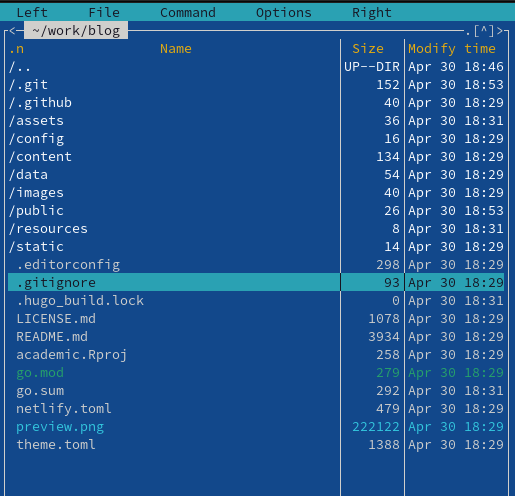 Left File Command Options Right
<- ~/work/blog .[^]>
.n Name Size Modify time
/.. UP--DIR Apr 30 18:46
/.git 152 Apr 30 18:53
/.github 40 Apr 30 18:29
/assets 36 Apr 30 18:31
/config 16 Apr 30 18:29
/content 134 Apr 30 18:29
/data 54 Apr 30 18:29
/images 40 Apr 30 18:29
/public 26 Apr 30 18:53
/resources 8 Apr 30 18:31
/static 14 Apr 30 18:29
.editorconfig 298 Apr 30 18:29
.gitignore 93 Apr 30 18:29
.hugo_build.lock 0 Apr 30 18:31
LICENSE.md 1078 Apr 30 18:29
README.md 3934 Apr 30 18:29
academic.Rproj 258 Apr 30 18:29
go.mod 279 Apr 30 18:29
go.sum 292 Apr 30 18:31
netlify.toml 479 Apr 30 18:29
preview.png 222122 Apr 30 18:29
theme.toml 1388 Apr 30 18:29